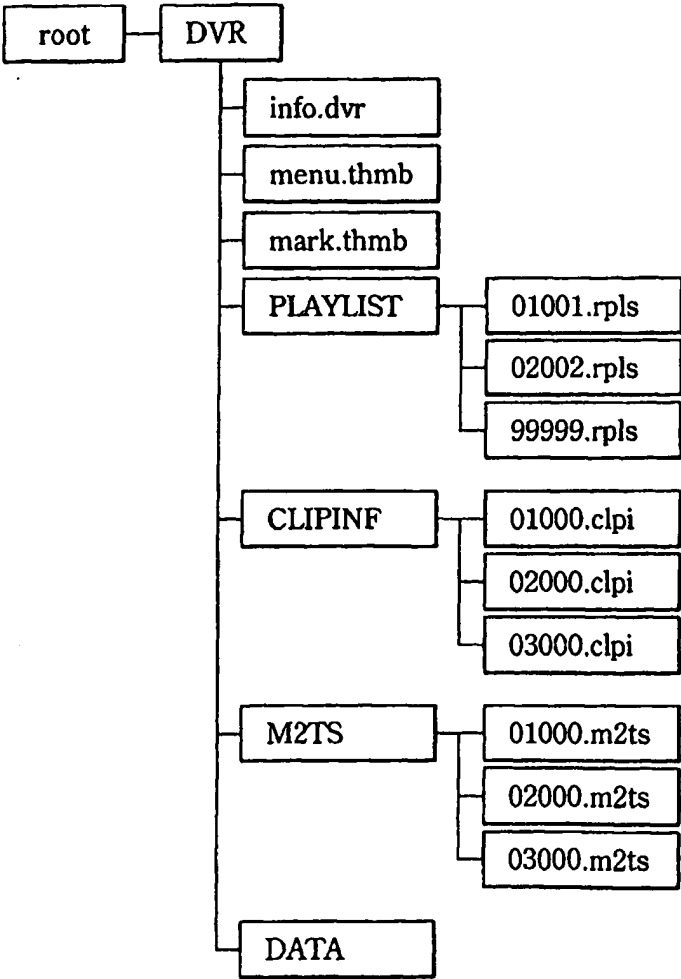 root
DVR
info.dvr
menu.thmb
mark.thmb
PLAYLIST
01001.rpls
02002.rpls
99999.rpls
CLIPINF
01000.clpi
02000.clpi
03000.clpi
M2TS
01000.m2ts
02000.m2ts
03000.m2ts
DATA